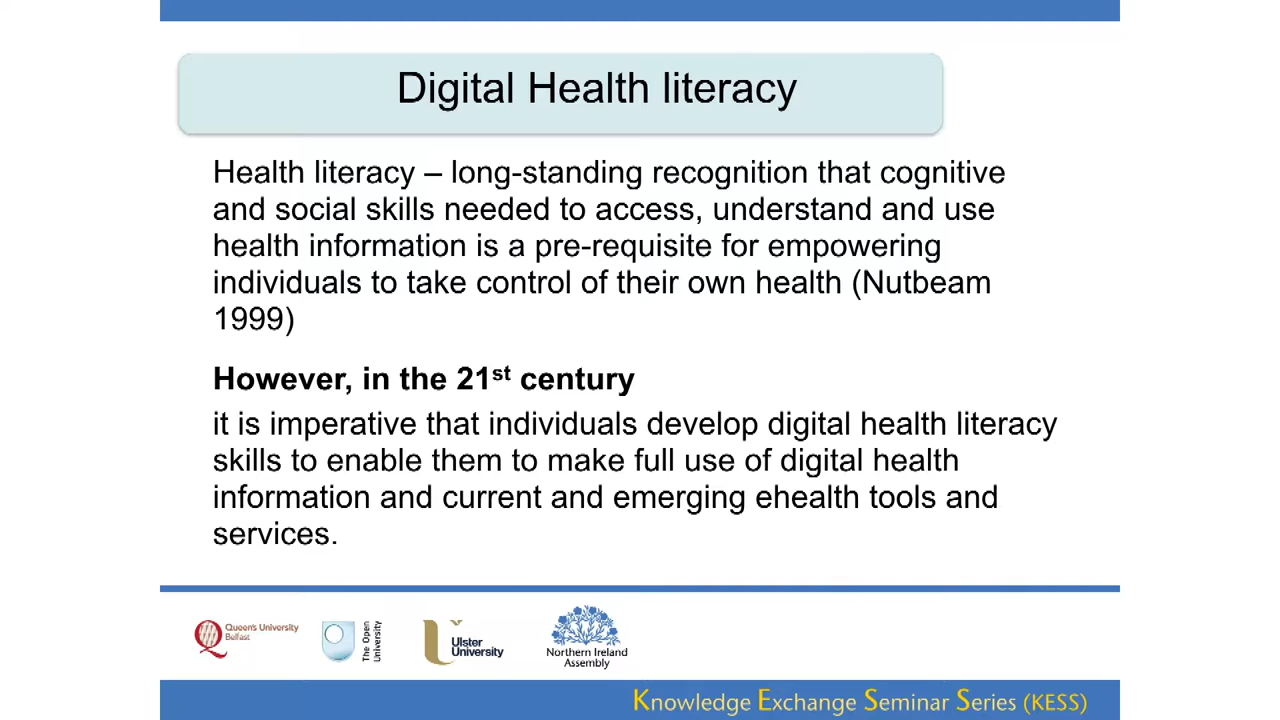 Digital Health literacy
Health literacy – long-standing recognition that cognitive
and social skills needed to access, understand and use
health information is a pre-requisite for empowering
individuals to take control of their own health (Nutbeam
1999)
However, in the 21st century
it is imperative that individuals develop digital health literacy
skills to enable them to make full use of digital health
information and current and emerging ehealth tools and
services.
Queen's University
Belfast
The Open
University
Ulster
University
Northern Ireland
Assembly
Knowledge Exchange Seminar Series (KESS)